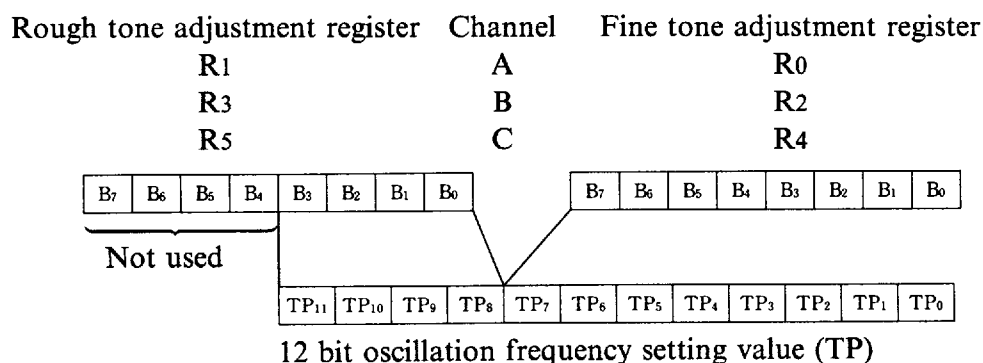 Rough tone adjustment register Channel Fine tone adjustment register
R1 A R0
R3 B R2
R5 C R4
B7 B6 B5 B4 B3 B2 B1 B0 B7 B6 B5 B4 B3 B2 B1 B0
Not used
TP11 TP10 TP9 TP8 TP7 TP6 TP5 TP4 TP3 TP2 TP1 TP0
12 bit oscillation frequency setting value (TP)